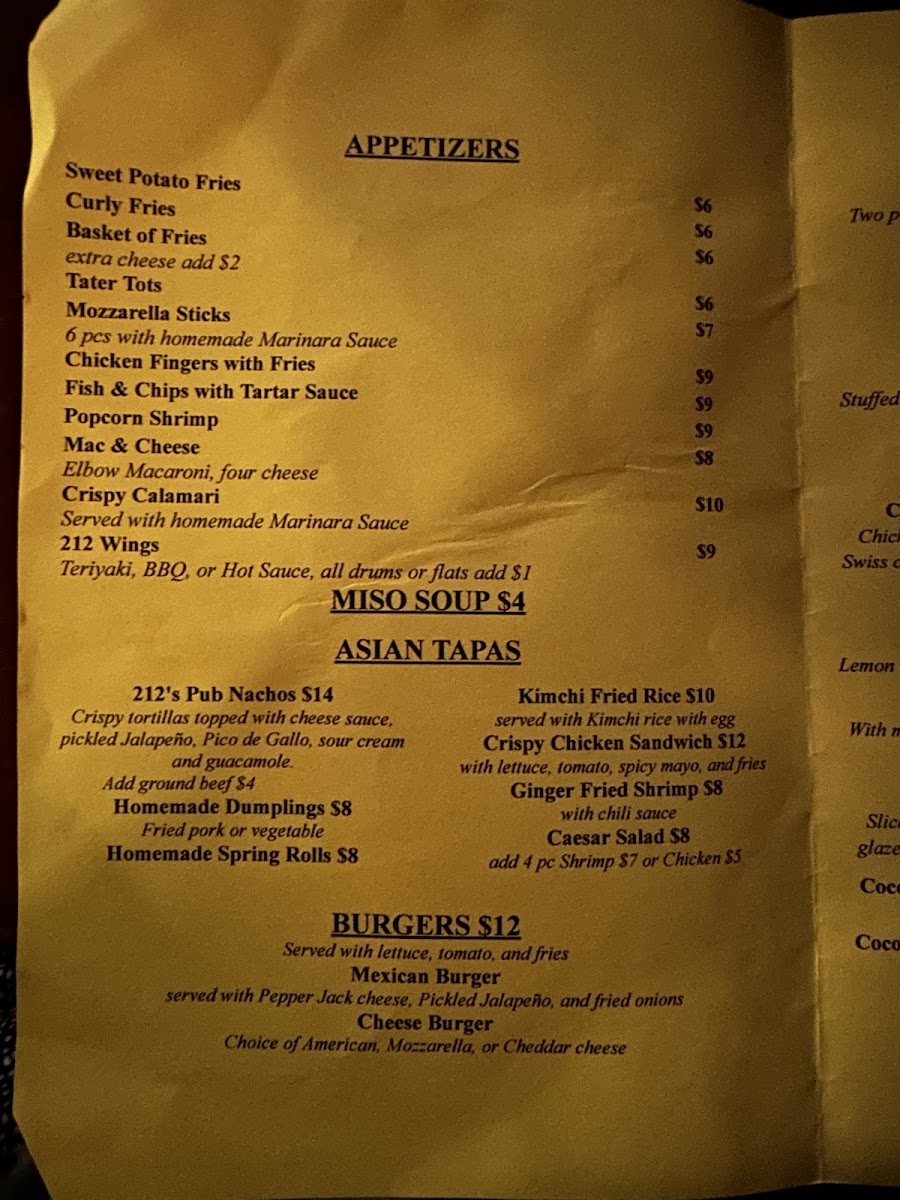 APPETIZERS
Sweet Potato Fries $6
Curly Fries $6
Basket of Fries $6
extra cheese add $2
Tater Tots $6
Mozzarella Sticks $7
6 pcs with homemade Marinara Sauce
Chicken Fingers with Fries $9
Fish & Chips with Tartar Sauce $9
Popcorn Shrimp $9
Mac & Cheese $8
Elbow Macaroni, four cheese
Crispy Calamari $10
Served with homemade Marinara Sauce
212 Wings $9
Teriyaki, BBQ, or Hot Sauce, all drums or flats add $1
MISO SOUP $4
ASIAN TAPAS
212's Pub Nachos $14
Crispy tortillas topped with cheese sauce,
pickled Jalapeño, Pico de Gallo, sour cream
and guacamole.
Add ground beef $4
Homemade Dumplings $8
Fried pork or vegetable
Homemade Spring Rolls $8
Kimchi Fried Rice $10
served with Kimchi rice with egg
Crispy Chicken Sandwich $12
with lettuce, tomato, spicy mayo, and fries
Ginger Fried Shrimp $8
with chili sauce
Caesar Salad $8
add 4 pc Shrimp $7 or Chicken $5
BURGERS $12
Served with lettuce, tomato, and fries
Mexican Burger
served with Pepper Jack cheese, Pickled Jalapeño, and fried onions
Cheese Burger
Choice of American, Mozzarella, or Cheddar cheese
Two
Stuffed
Swiss
Lemon
With